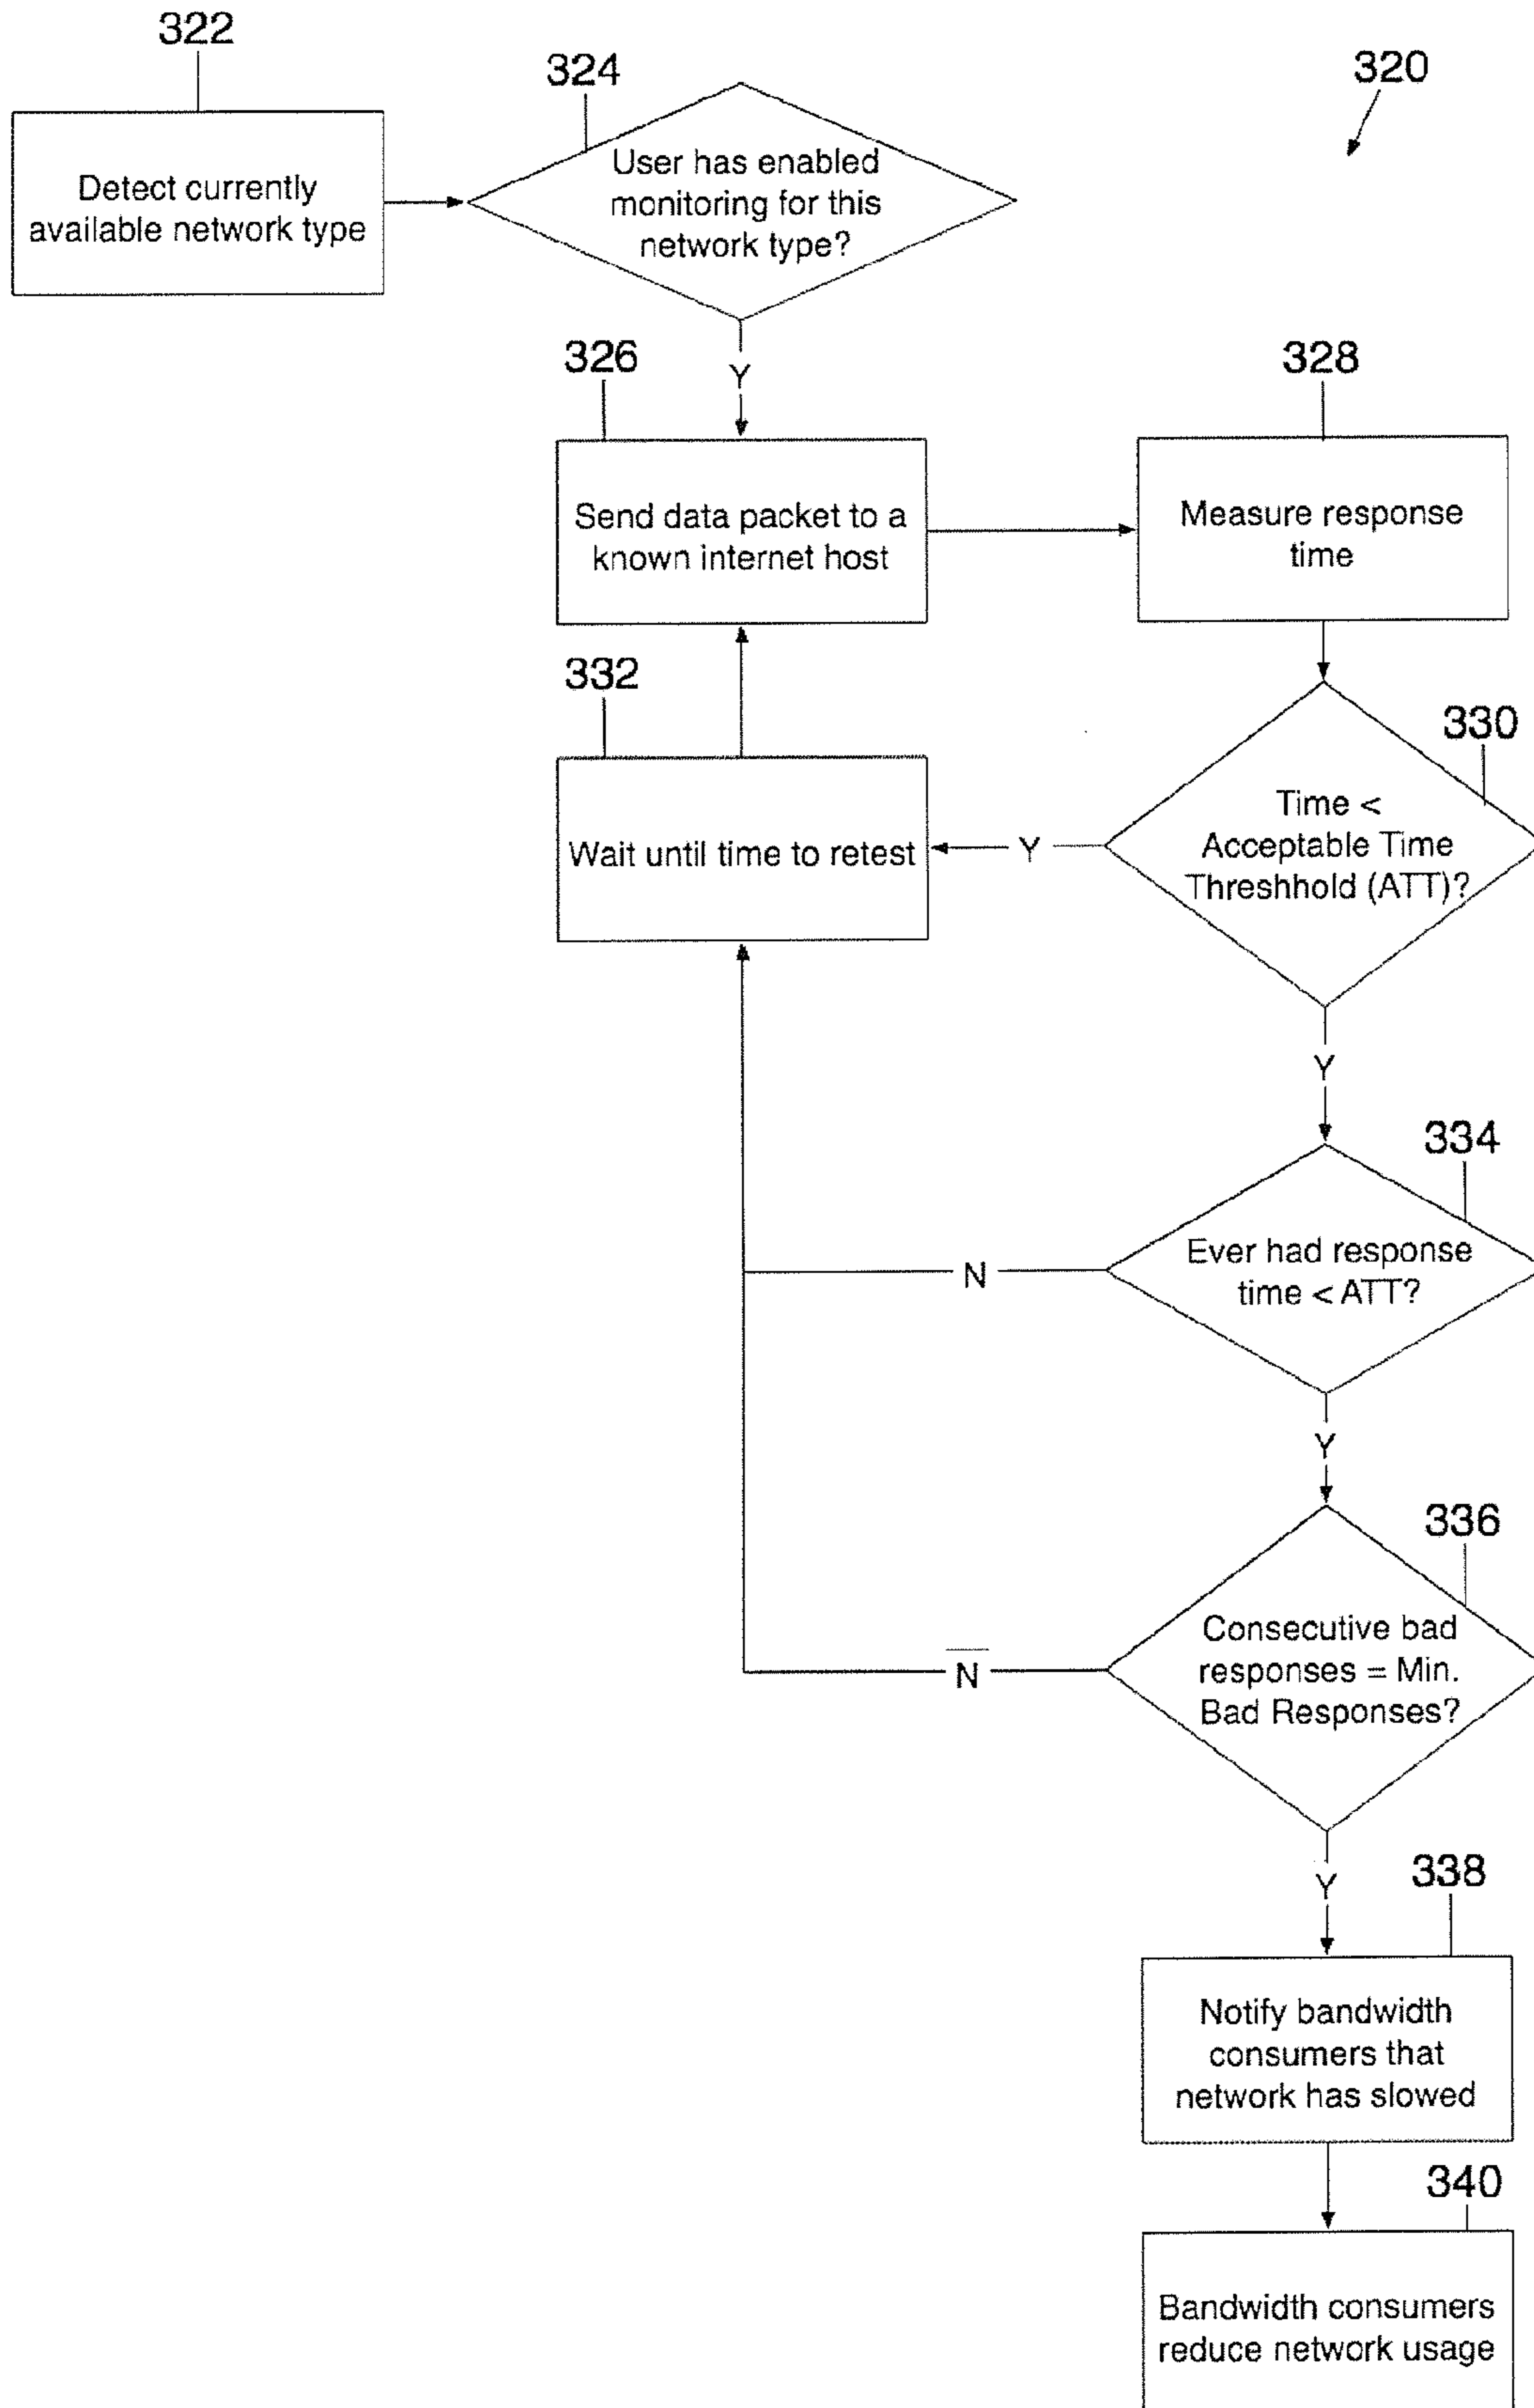 322
324
320
Detect currently
available network type
User has enabled
monitoring for this
network type?
Y
326
328
Send data packet to a
known internet host
Measure response
time
332
330
Wait until time to retest
Y
Time <
Acceptable Time
Threshhold (ATT)?
Y
334
Ever had response
time < ATT?
N
Y
336
Consecutive bad
responses = Min.
Bad Responses?
N
Y
338
Notify bandwidth
consumers that
network has slowed
340
Bandwidth consumers
reduce network usage